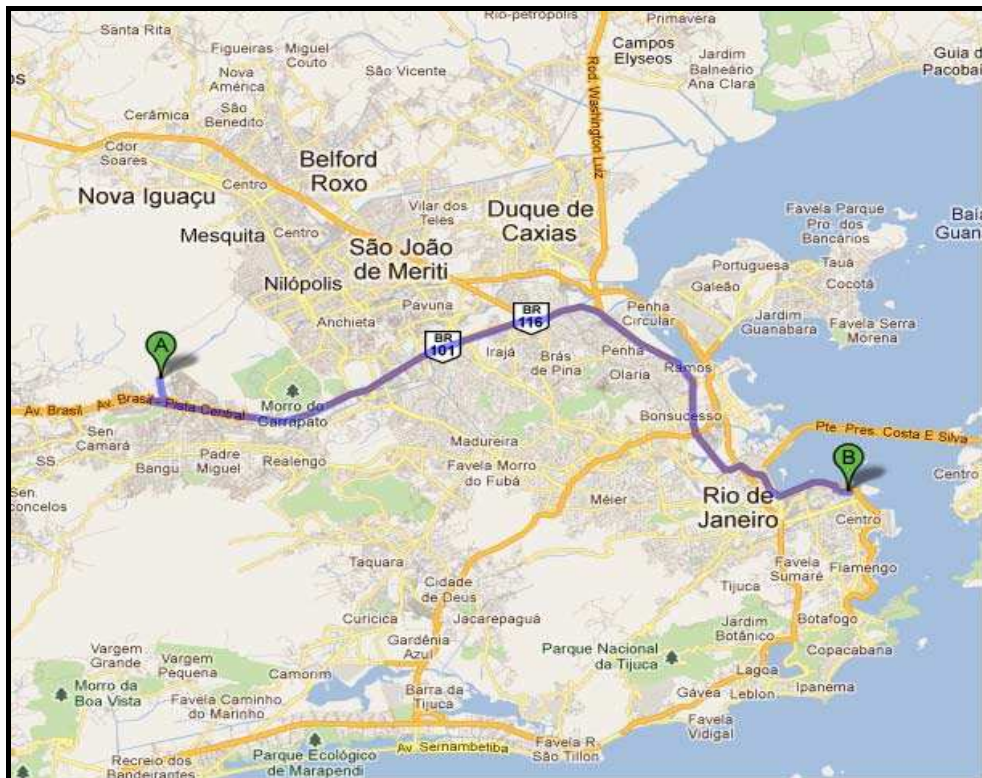 Rio-petrópolis
Primavera
Santa Rita
Figueiras
Miguel
Couto
Campos
Elyseos
Guia d
Pacobaí
os
Nova
América
São Vicente
Jardim
Balneário
Ana Clara
São
Benedito
Cerâmica
Rod. Washington Luiz
Cdor
Soares
Belford
Roxo
Centro
Nova Iguaçu
Vilar dos
Teles
Duque de
Caxias
Favela Parque
Pro. dos
Bancários
Baí
Guan
Mesquita
Centro
São João
de Meriti
Portuguesa
Tauá
Galeão
Cocotá
Nilópolis
Pavuna
Penha
Circular
Jardim
Guanabara
Favela Serra
Morena
BR
116
Anchieta
BR
101
Irajá
Brás
de Pina
Penha
Olaria
Ramos
A
Av. Brasil
Av. Brasil - Pista Central
Morro do
Carrapato
Bonsucesso
Pte. Pres. Costa E Silva
Sen.
Camará
SS.
Bangu
Padre
Miguel
Realengo
Madureira
Favela Morro
do Fubá
B
Centro
Sen.
concelos
Méier
Rio de
Janeiro
Centro
Taquara
Cidade
de Deus
Tijuca
Favela
Sumaré
Flamengo
Curicica
Jacarepaguá
Jardim
Botânico
Botafogo
Gardênia
Azul
Vargem
Grande
Vargem
Pequena
Camorim
Parque Nacional
da Tijuca
Copacabana
Lagoa
Morro da
Boa Vista
Favela Caminho
do Marinho
Barra da
Tijuca
Gávea
Leblon
Ipanema
Favela
Vidigal
Parque Ecológico
de Marapendi
Av. Sernambetiba
Favela R
São Tillon
Recreio dos
Bandeirantes